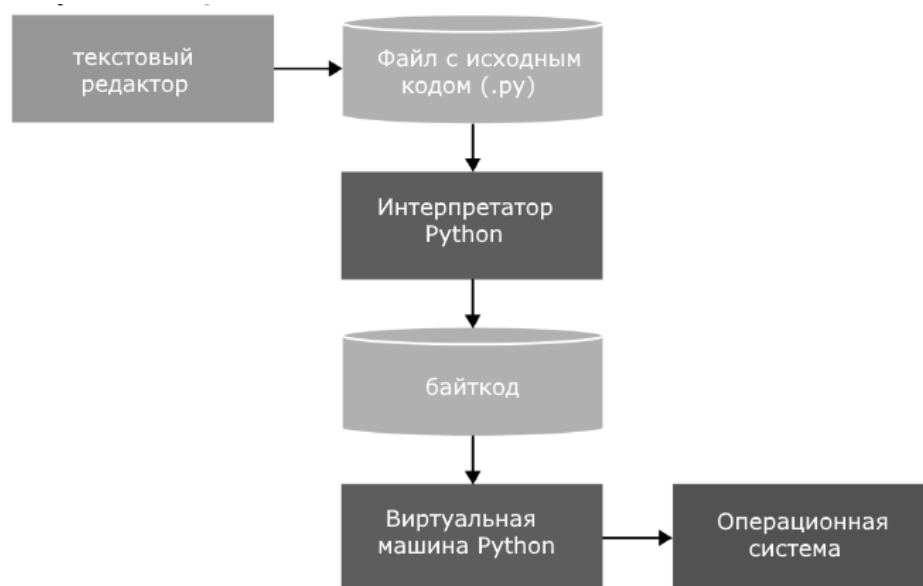 текстовый
редактор
Файл с исходным
кодом (.py)
Интерпретатор
Python
байткод
Виртуальная
машина Python
Операционная
система